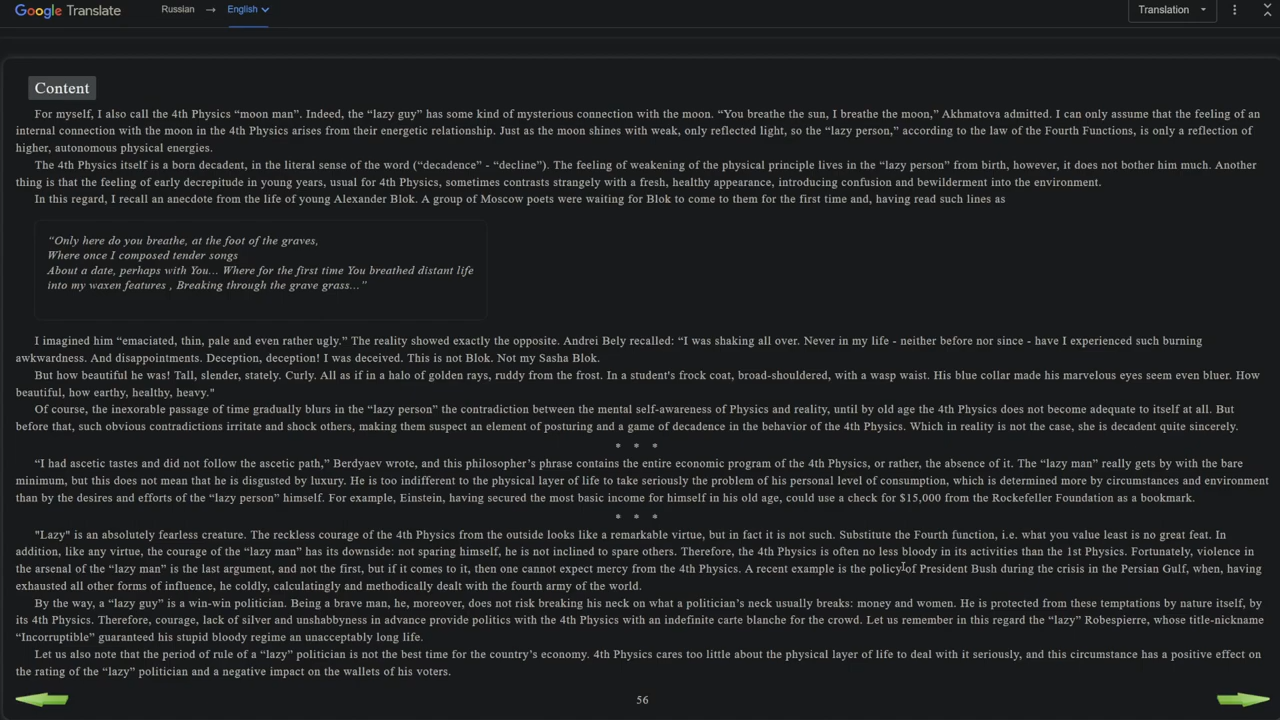 Google Translate
Russian → English
Translation
Content
For myself, I also call the 4th Physics “moon man”. Indeed, the “lazy guy” has some kind of mysterious connection with the moon. “You breathe the sun, I breathe the moon,” Akhmatova admitted. I can only assume that the feeling of an
internal connection with the moon in the 4th Physics arises from their energetic relationship. Just as the moon shines with weak, only reflected light, so the “lazy person,” according to the law of the Fourth Functions, is only a reflection of
higher, autonomous physical energies.
The 4th Physics itself is a born decadent, in the literal sense of the word (“decadence” - “decline”). The feeling of weakening of the physical principle lives in the “lazy person” from birth, however, it does not bother him much. Another
thing is that the feeling of early decrepitude in young years, usual for 4th Physics, sometimes contrasts strangely with a fresh, healthy appearance, introducing confusion and bewilderment into the environment.
In this regard, I recall an anecdote from the life of young Alexander Blok. A group of Moscow poets were waiting for Blok to come to them for the first time and, having read such lines as
“Only here do you breathe, at the foot of the graves,
Where once I composed tender songs
About a date, perhaps with You... Where for the first time You breathed distant life
into my waxen features , Breaking through the grave grass...”
I imagined him “emaciated, thin, pale and even rather ugly.” The reality showed exactly the opposite. Andrei Bely recalled: “I was shaking all over. Never in my life - neither before nor since - have I experienced such burning
awkwardness. And disappointments. Deception, deception! I was deceived. This is not Blok. Not my Sasha Blok.
But how beautiful he was! Tall, slender, stately. Curly. All as if in a halo of golden rays, ruddy from the frost. In a student's frock coat, broad-shouldered, with a wasp waist. His blue collar made his marvelous eyes seem even bluer. How
beautiful, how earthy, healthy, heavy."
Of course, the inexorable passage of time gradually blurs in the “lazy person” the contradiction between the mental self-awareness of Physics and reality, until by old age the 4th Physics does not become adequate to itself at all. But
before that, such obvious contradictions irritate and shock others, making them suspect an element of posturing and a game of decadence in the behavior of the 4th Physics. Which in reality is not the case, she is decadent quite sincerely.
* * *
“I had ascetic tastes and did not follow the ascetic path,” Berdyaev wrote, and this philosopher’s phrase contains the entire economic program of the 4th Physics, or rather, the absence of it. The “lazy man” really gets by with the bare
minimum, but this does not mean that he is disgusted by luxury. He is too indifferent to the physical layer of life to take seriously the problem of his personal level of consumption, which is determined more by circumstances and environment
than by the desires and efforts of the “lazy person” himself. For example, Einstein, having secured the most basic income for himself in his old age, could use a check for $15,000 from the Rockefeller Foundation as a bookmark.
* * *
"Lazy" is an absolutely fearless creature. The reckless courage of the 4th Physics from the outside looks like a remarkable virtue, but in fact it is not such. Substitute the Fourth function, i.e. what you value least is no great feat. In
addition, like any virtue, the courage of the “lazy man” has its downside: not sparing himself, he is not inclined to spare others. Therefore, the 4th Physics is often no less bloody in its activities than the 1st Physics. Fortunately, violence in
the arsenal of the “lazy man” is the last argument, and not the first, but if it comes to it, then one cannot expect mercy from the 4th Physics. A recent example is the policy of President Bush during the crisis in the Persian Gulf, when, having
exhausted all other forms of influence, he coldly, calculatingly and methodically dealt with the fourth army of the world.
By the way, a “lazy guy” is a win-win politician. Being a brave man, he, moreover, does not risk breaking his neck on what a politician’s neck usually breaks: money and women. He is protected from these temptations by nature itself, by
its 4th Physics. Therefore, courage, lack of silver and unshabbyness in advance provide politics with the 4th Physics with an indefinite carte blanche for the crowd. Let us remember in this regard the “lazy” Robespierre, whose title-nickname
“Incorruptible” guaranteed his stupid bloody regime an unacceptably long life.
Let us also note that the period of rule of a “lazy” politician is not the best time for the country’s economy. 4th Physics cares too little about the physical layer of life to deal with it seriously, and this circumstance has a positive effect on
the rating of the “lazy” politician and a negative impact on the wallets of his voters.
56